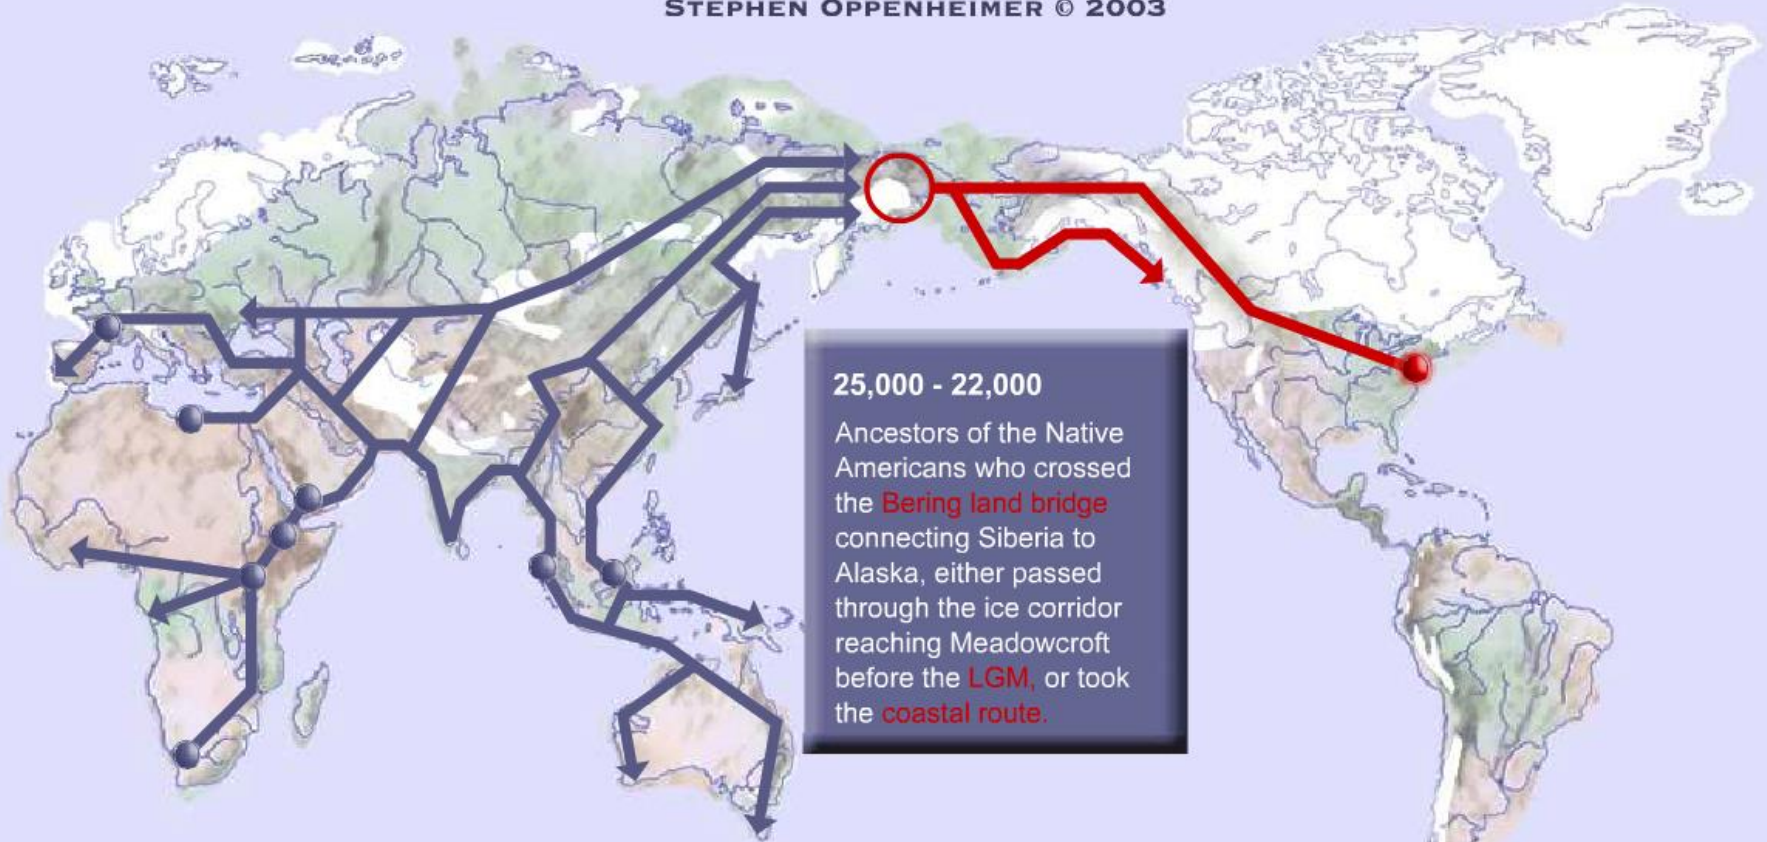 STEPHEN OPPENHEIMER © 2003
25,000 - 22,000
Ancestors of the Native
Americans who crossed
the Bering land bridge
connecting Siberia to
Alaska, either passed
through the ice corridor
reaching Meadowcroft
before the LGM, or took
the coastal route.